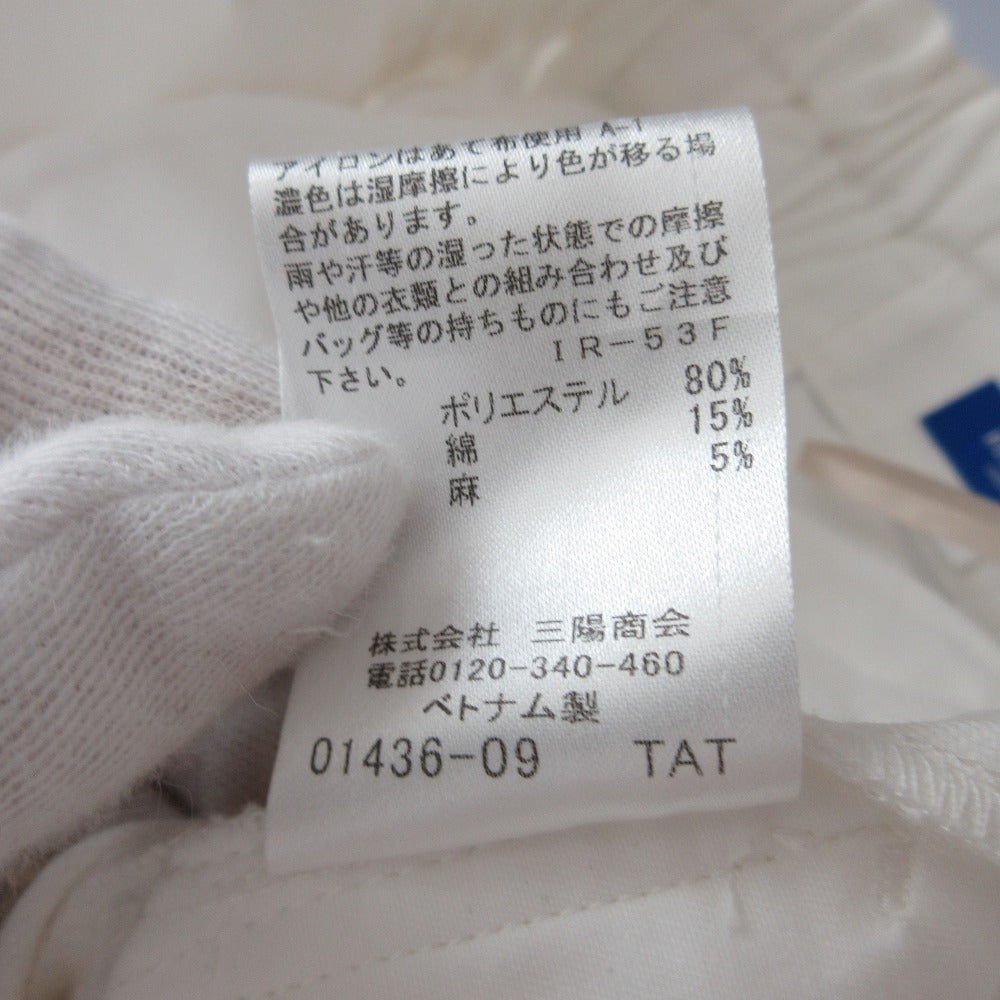 アイロンはあて布使用 A-1
濃色は湿摩擦により色が移る場
合があります。
雨や汗等の湿った状態での摩擦
や他の衣類との組み合わせ及び
バッグ等の持ちものにもご注意
下さい。 IR-53F
ポリエステル 80%
綿 15%
麻 5%
株式会社 三陽商会
電話0120-340-460
ベトナム製
01436-09 TAT